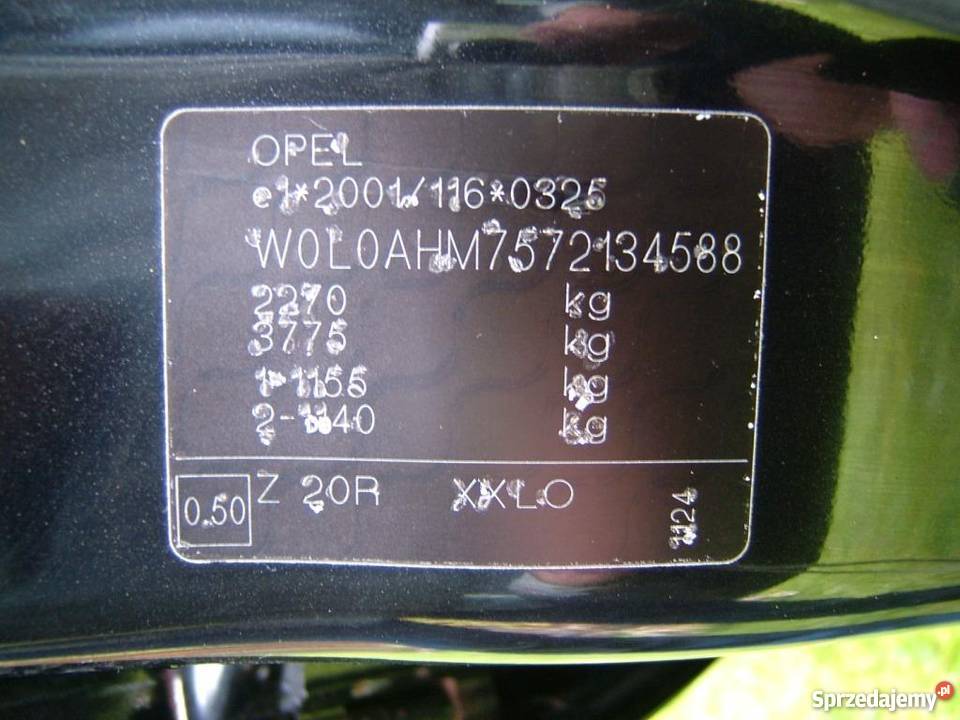 OPEL
e1*2001/116*0325
W0L0AHM7572134588
2270 kg
3775 kg
1-1155 kg
2-1140 kg
0.50
Z 20R XXLO
1124
Sprzedajemy.pl